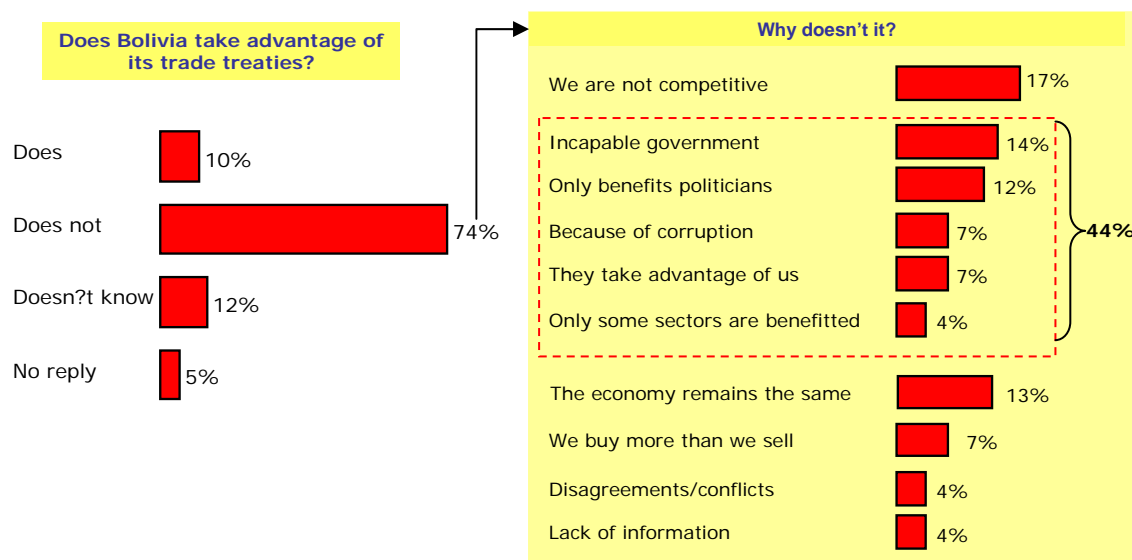 Does Bolivia take advantage of
its trade treaties?
Does
10%
Does not
74%
Doesn?t know
12%
No reply
5%
Why doesn't it?
We are not competitive
17%
Incapable government
14%
Only benefits politicians
12%
Because of corruption
7%
They take advantage of us
7%
Only some sectors are benefitted
4%
44%
The economy remains the same
13%
We buy more than we sell
7%
Disagreements/conflicts
4%
Lack of information
4%